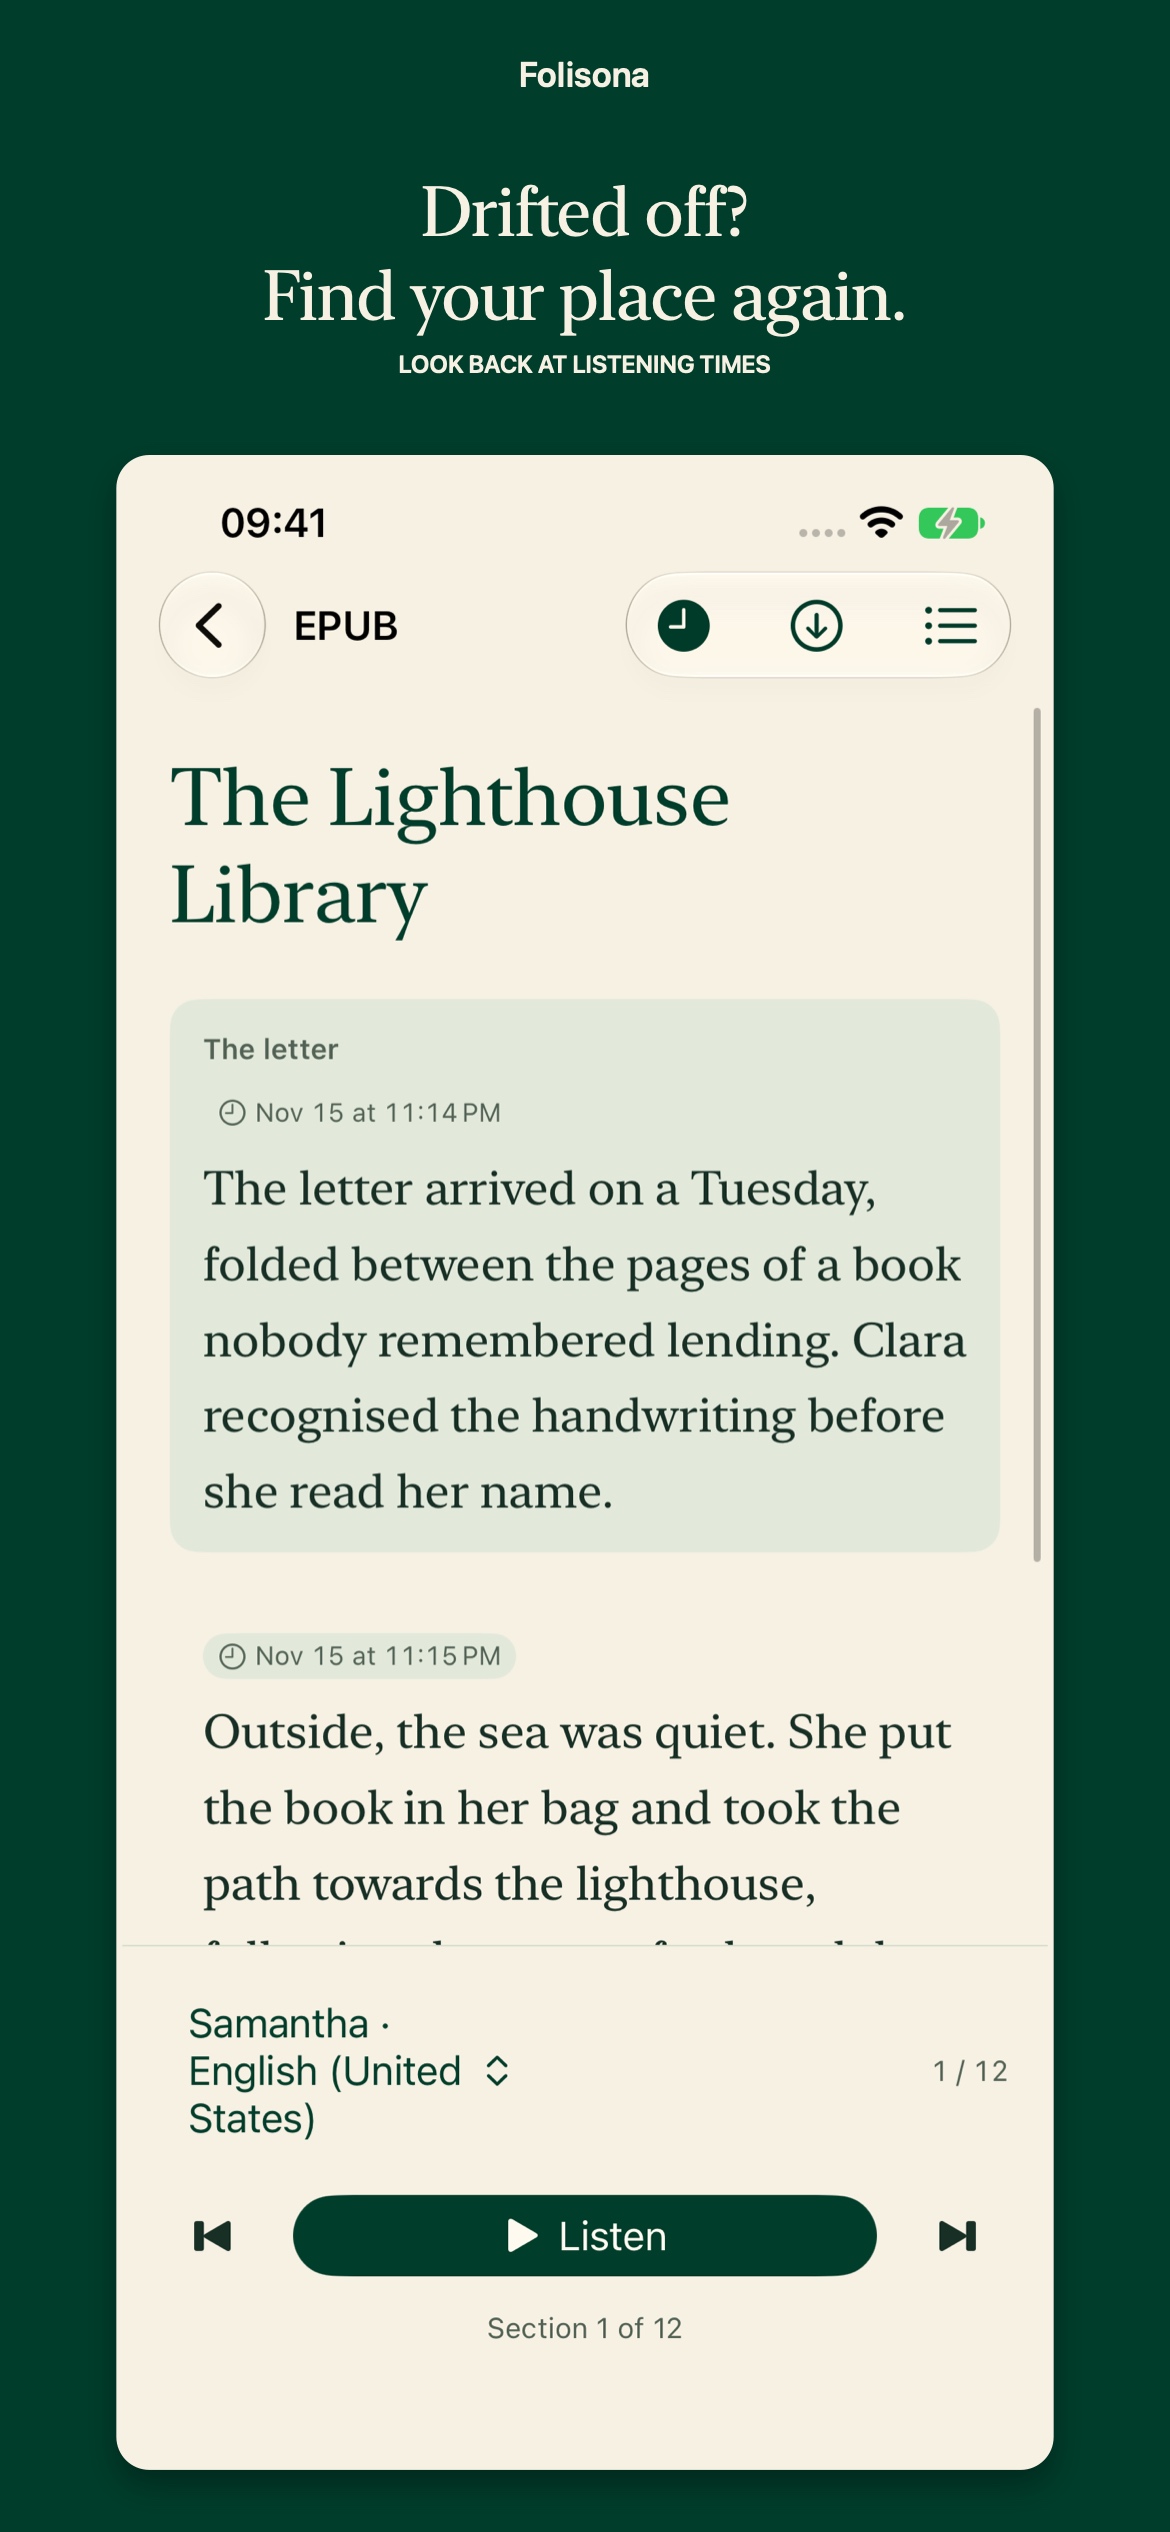 Folisona
Drifted off?
Find your place again.
LOOK BACK AT LISTENING TIMES
09:41
EPUB
The Lighthouse
Library
The letter
Nov 15 at 11:14 PM
The letter arrived on a Tuesday,
folded between the pages of a book
nobody remembered lending. Clara
recognised the handwriting before
she read her name.
Nov 15 at 11:15 PM
Outside, the sea was quiet. She put
the book in her bag and took the
path towards the lighthouse,
Samantha ·
English (United
States)
1 / 12
Listen
Section 1 of 12